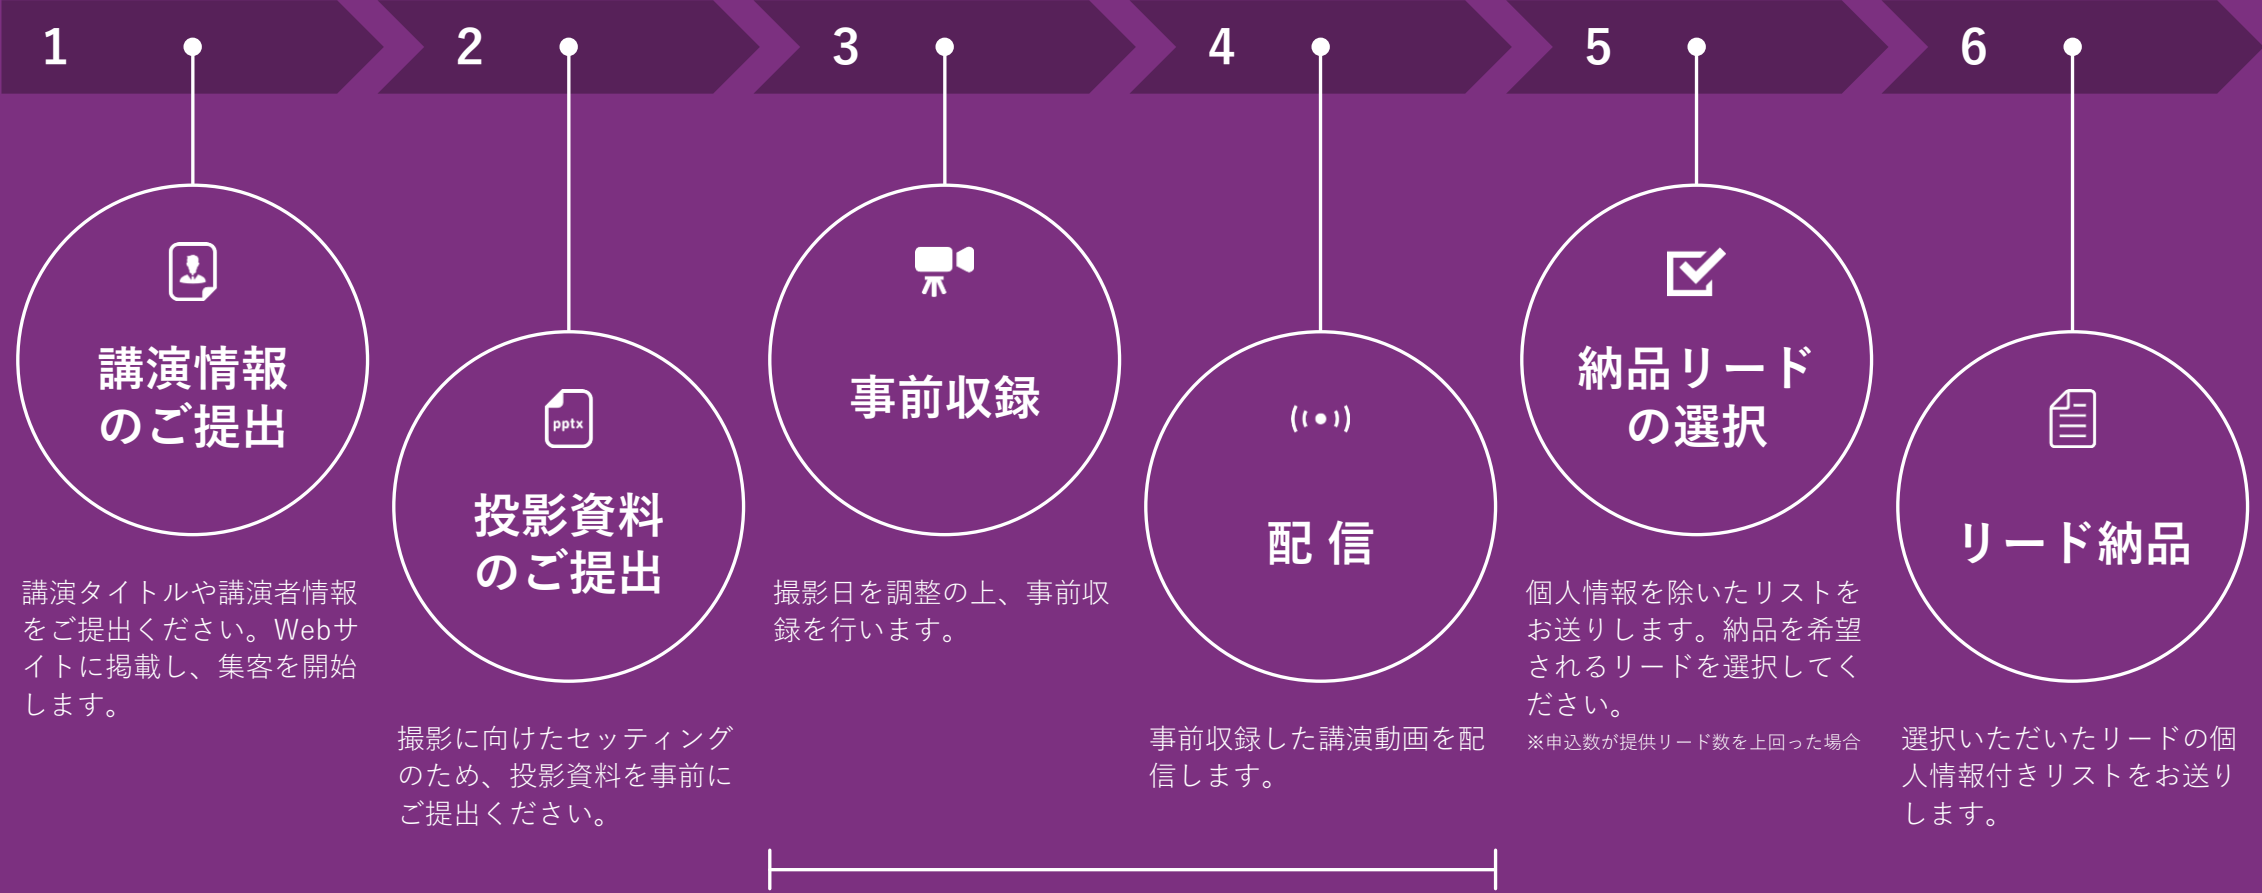 1
2
3
4
5
6
講演情報
のご提出
講演タイトルや講演者情報
をご提出ください。Webサ
イトに掲載し、集客を開始
します。
pptx
投影資料
のご提出
撮影に向けたセッティング
のため、投影資料を事前に
ご提出ください。
事前収録
撮影日を調整の上、事前収
録を行います。
配 信
事前収録した講演動画を配
信します。
納品リード
の選択
個人情報を除いたリストを
お送りします。納品を希望
されるリードを選択してく
ださい。
※申込数が提供リード数を上回った場合
リード納品
選択いただいたリードの個
人情報付きリストをお送り
します。